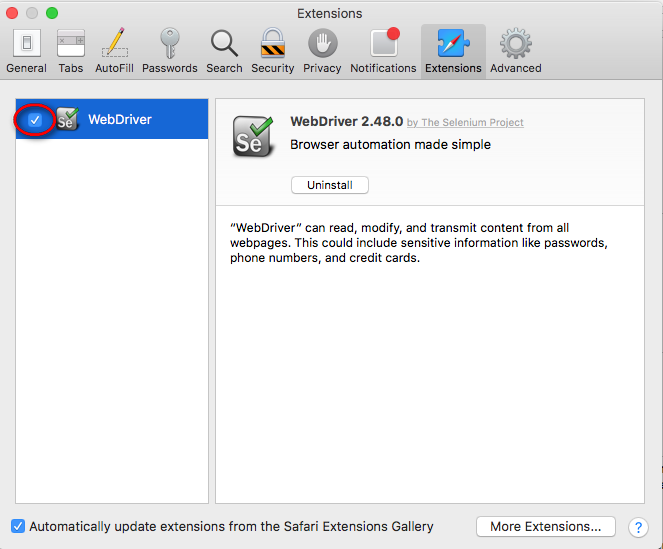 Extensions
General Tabs AutoFill Passwords Search Security Privacy Notifications Extensions Advanced
Se WebDriver
Se
WebDriver 2.48.0 by The Selenium Project
Browser automation made simple
Uninstall
“WebDriver” can read, modify, and transmit content from all
webpages. This could include sensitive information like passwords,
phone numbers, and credit cards.
Automatically update extensions from the Safari Extensions Gallery
More Extensions...
?